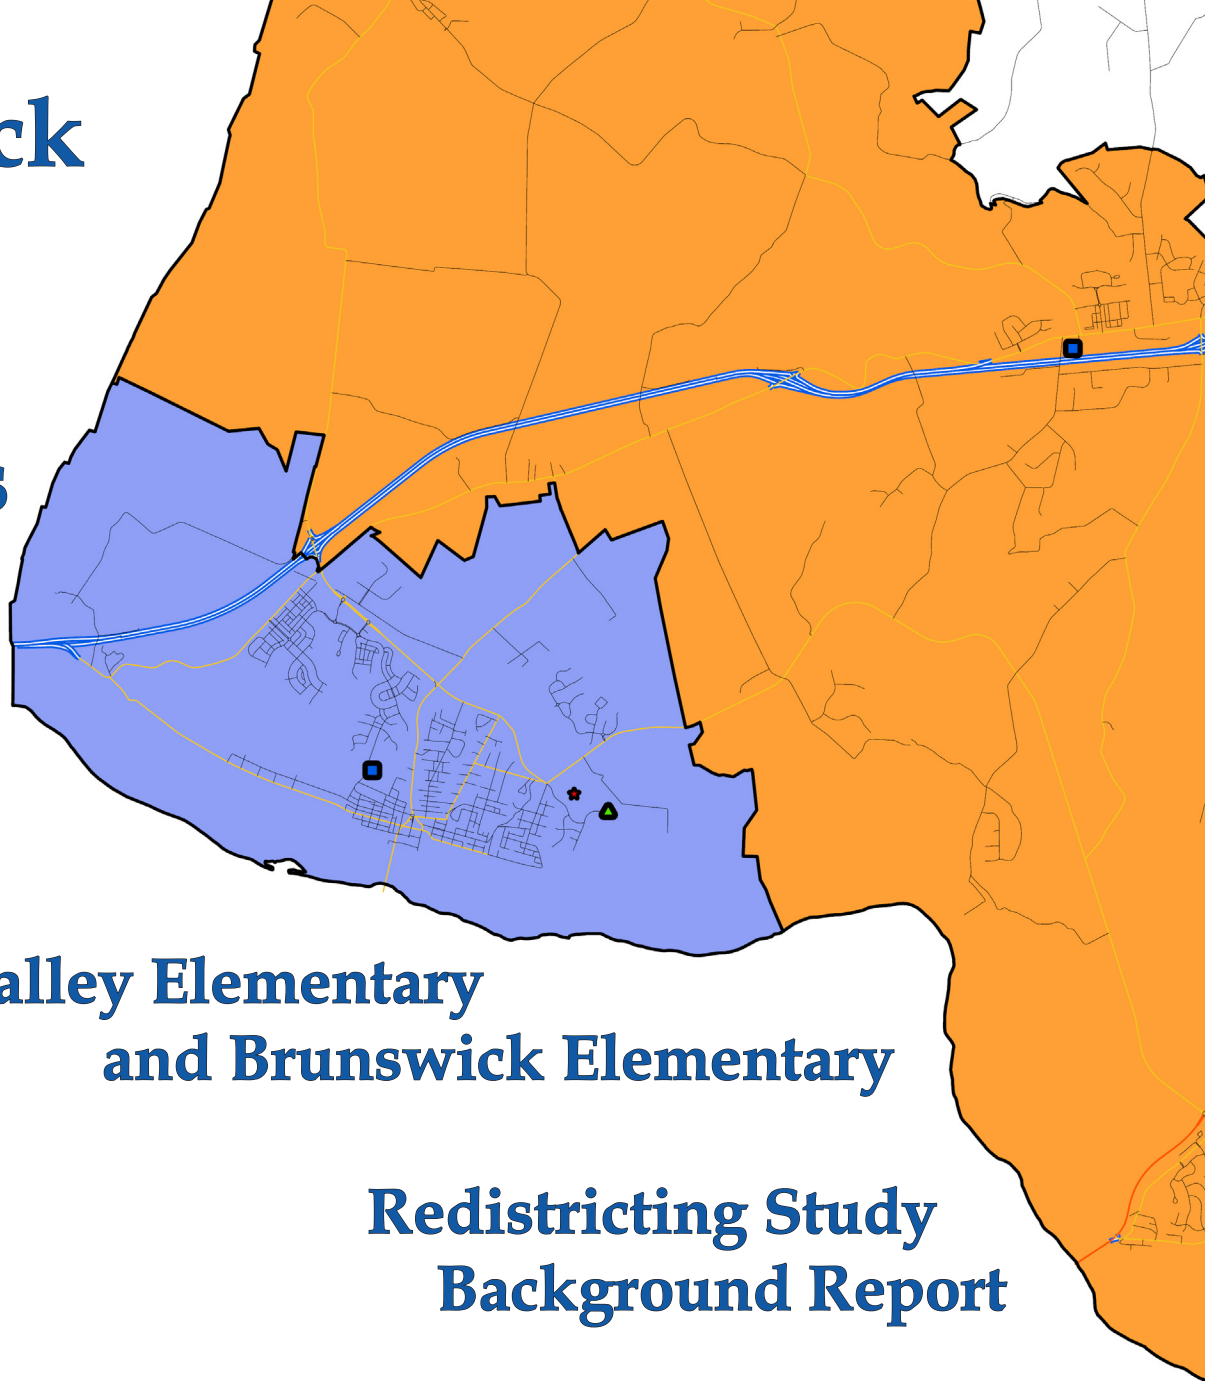 ck
s
alley Elementary
and Brunswick Elementary
Redistricting Study
Background Report